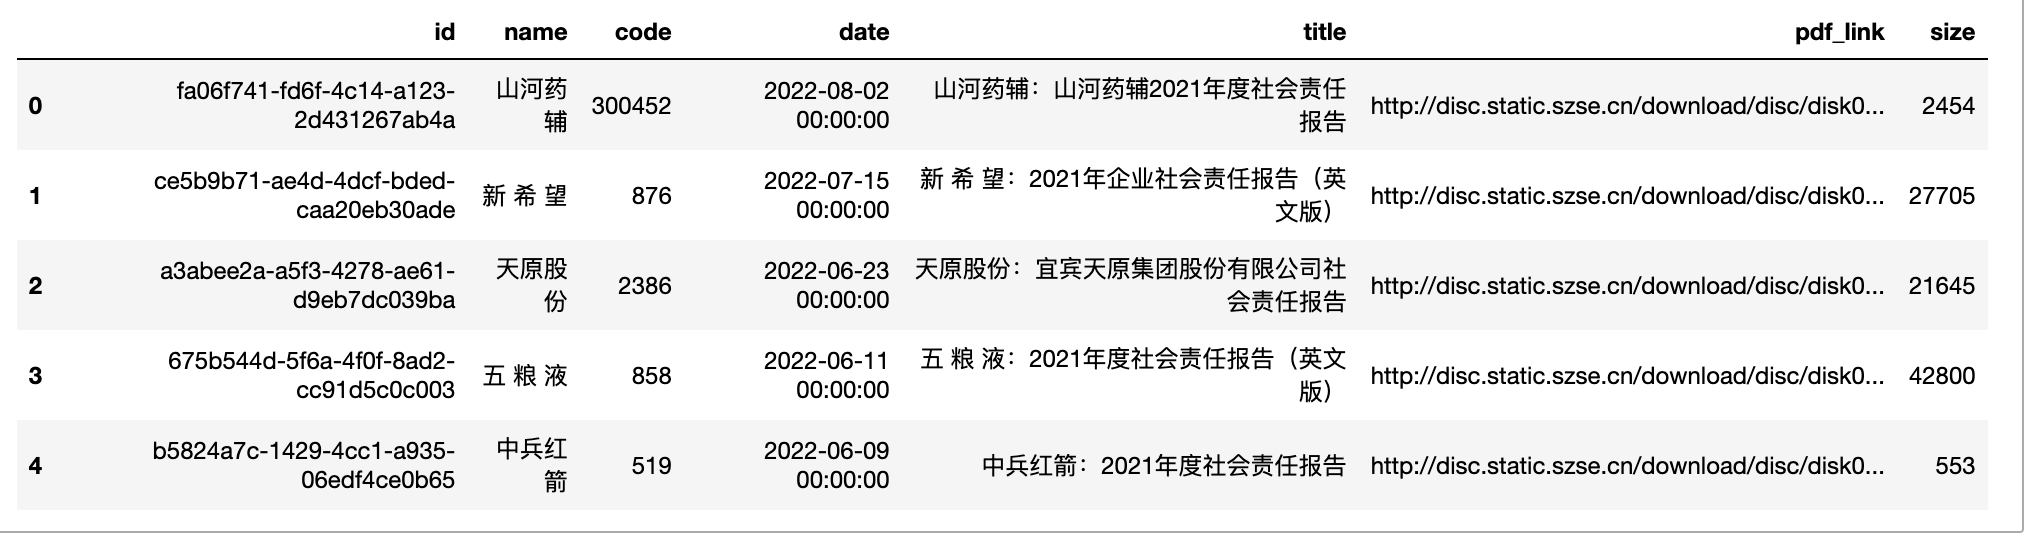 id name code date title pdf_link size
0 fa06f741-fd6f-4c14-a123-2d431267ab4a 山河药辅 300452 2022-08-02 00:00:00 山河药辅：山河药辅2021年度社会责任报告 http://disc.static.szse.cn/download/disc/disk0... 2454
1 ce5b9b71-ae4d-4dcf-bded-caa20eb30ade 新 希 望 876 2022-07-15 00:00:00 新 希 望：2021年企业社会责任报告（英文版） http://disc.static.szse.cn/download/disc/disk0... 27705
2 a3abee2a-a5f3-4278-ae61-d9eb7dc039ba 天原股份 2386 2022-06-23 00:00:00 天原股份：宜宾天原集团股份有限公司社会责任报告 http://disc.static.szse.cn/download/disc/disk0... 21645
3 675b544d-5f6a-4f0f-8ad2-cc91d5c0c003 五 粮 液 858 2022-06-11 00:00:00 五 粮 液：2021年度社会责任报告（英文版） http://disc.static.szse.cn/download/disc/disk0... 42800
4 b5824a7c-1429-4cc1-a935-06edf4ce0b65 中兵红箭 519 2022-06-09 00:00:00 中兵红箭：2021年度社会责任报告 http://disc.static.szse.cn/download/disc/disk0... 553